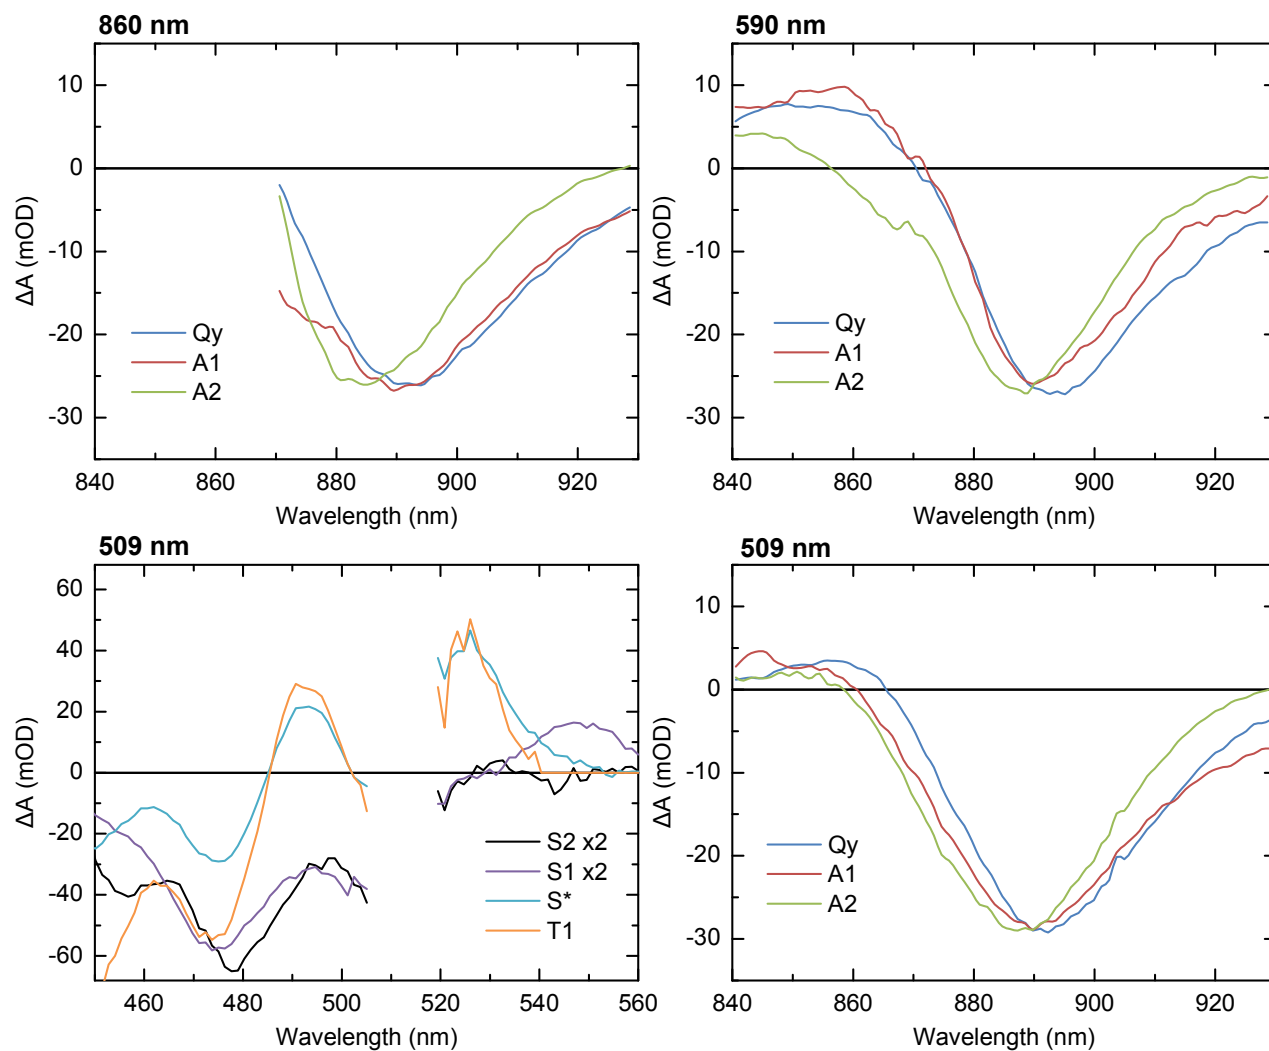 860 nm
10
0
-10
-20
-30
ΔA (mOD)
Qy
A1
A2
840 860 880 900 920
Wavelength (nm)
590 nm
10
0
-10
-20
-30
ΔA (mOD)
Qy
A1
A2
840 860 880 900 920
Wavelength (nm)
509 nm
60
40
20
0
-20
-40
-60
ΔA (mOD)
S2 x2
S1 x2
S*
T1
460 480 500 520 540 560
Wavelength (nm)
509 nm
10
0
-10
-20
-30
ΔA (mOD)
Qy
A1
A2
840 860 880 900 920
Wavelength (nm)